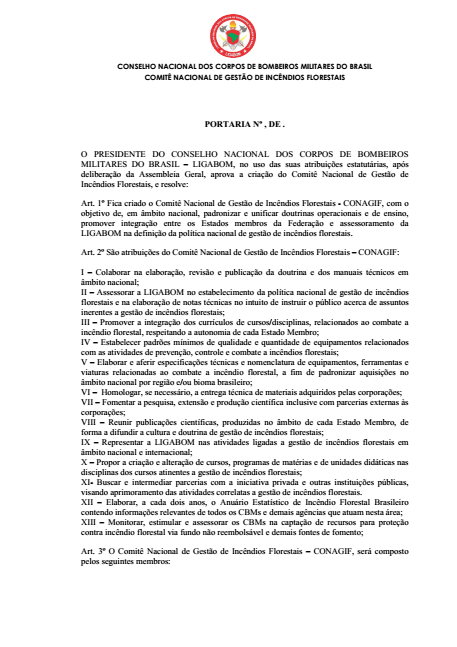 LIGABOM
CONSELHO NACIONAL DOS CORPOS DE BOMBEIROS MILITARES DO BRASIL
COMITÊ NACIONAL DE GESTÃO DE INCÊNDIOS FLORESTAIS
PORTARIA Nº , DE .
O PRESIDENTE DO CONSELHO NACIONAL DOS CORPOS DE BOMBEIROS
MILITARES DO BRASIL – LIGABOM, no uso das suas atribuições estatutárias, após
deliberação da Assembleia Geral, aprova a criação do Comitê Nacional de Gestão de
Incêndios Florestais, e resolve:
Art. 1º Fica criado o Comitê Nacional de Gestão de Incêndios Florestais - CONAGIF, com o
objetivo de, em âmbito nacional, padronizar e unificar doutrinas operacionais e de ensino,
promover integração entre os Estados membros da Federação e assessoramento da
LIGABOM na definição da política nacional de gestão de incêndios florestais.
Art. 2º São atribuições do Comitê Nacional de Gestão de Incêndios Florestais – CONAGIF:
I – Colaborar na elaboração, revisão e publicação da doutrina e dos manuais técnicos em
âmbito nacional;
II – Assessorar a LIGABOM no estabelecimento da política nacional de gestão de incêndios
florestais e na elaboração de notas técnicas no intuito de instruir o público acerca de assuntos
inerentes a gestão de incêndios florestais;
III – Promover a integração dos currículos de cursos/disciplinas, relacionados ao combate a
incêndio florestal, respeitando a autonomia de cada Estado Membro;
IV – Estabelecer padrões mínimos de qualidade e quantidade de equipamentos relacionados
com as atividades de prevenção, controle e combate a incêndios florestais;
V – Elaborar e aferir especificações técnicas e nomenclatura de equipamentos, ferramentas e
viaturas relacionadas ao combate a incêndio florestal, a fim de padronizar aquisições no
âmbito nacional por região e/ou bioma brasileiro;
VI – Homologar, se necessário, a entrega técnica de materiais adquiridos pelas corporações;
VII – Fomentar a pesquisa, extensão e produção científica inclusive com parcerias externas às
corporações;
VIII – Reunir publicações científicas, produzidas no âmbito de cada Estado Membro, de
forma a difundir a cultura e doutrina de gestão de incêndios florestais;
IX – Representar a LIGABOM nas atividades ligadas a gestão de incêndios florestais em
âmbito nacional e internacional;
X – Propor a criação e alteração de cursos, programas de matérias e de unidades didáticas nas
disciplinas dos cursos atinentes a gestão de incêndios florestais;
XI- Buscar e intermediar parcerias com a iniciativa privada e outras instituições públicas,
visando aprimoramento das atividades correlatas a gestão de incêndios florestais.
XII – Elaborar, a cada dois anos, o Anuário Estatístico de Incêndio Florestal Brasileiro
contendo informações relevantes de todos os CBMs e demais agências que atuam nesta área;
XIII – Monitorar, estimular e assessorar os CBMs na captação de recursos para proteção
contra incêndio florestal via fundo não reembolsável e demais fontes de fomento;
Art. 3º O Comitê Nacional de Gestão de Incêndios Florestais – CONAGIF, será composto
pelos seguintes membros: